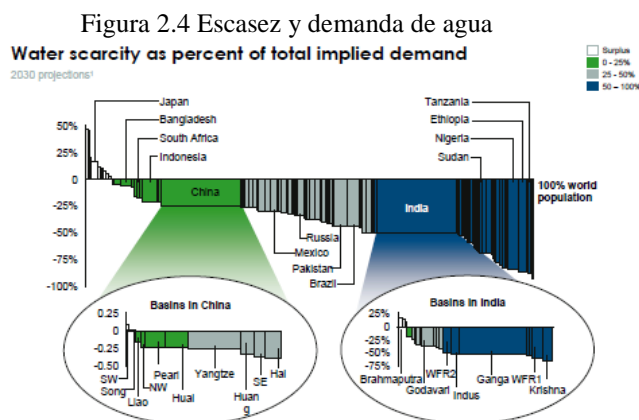 Figura 2.4 Escasez y demanda de agua
Water scarcity as percent of total implied demand
2030 projections¹
Surplus
0 - 25%
25 - 50%
50 – 100%
Japan
Bangladesh
South Africa
Indonesia
Tanzania
Ethiopia
Nigeria
Sudan
50%
25%
0
-25%
-50%
-75%
-100%
China
India
100% world
population
Russia
Mexico
Pakistan
Brazil
Basins in China
0.25
0
-0.25
-0.50
SW
Song
Liao
NW
Pearl
Huai
Yangtze
Huan
g
SE
Hai
Basins in India
25%
0
-25%
-50%
-75%
Brahmaputra
Godavari
WFR2
Indus
Ganga
WFR1
Krishna